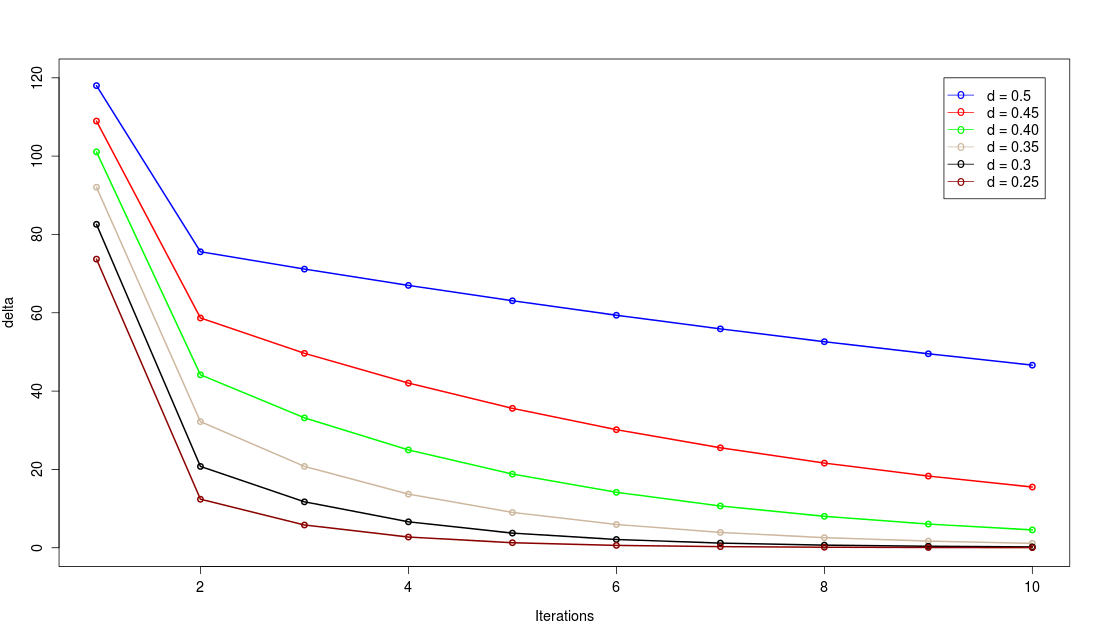 120
100
80
60
40
20
0
delta
2
4
6
8
10
Iterations
d = 0.5
d = 0.45
d = 0.40
d = 0.35
d = 0.3
d = 0.25